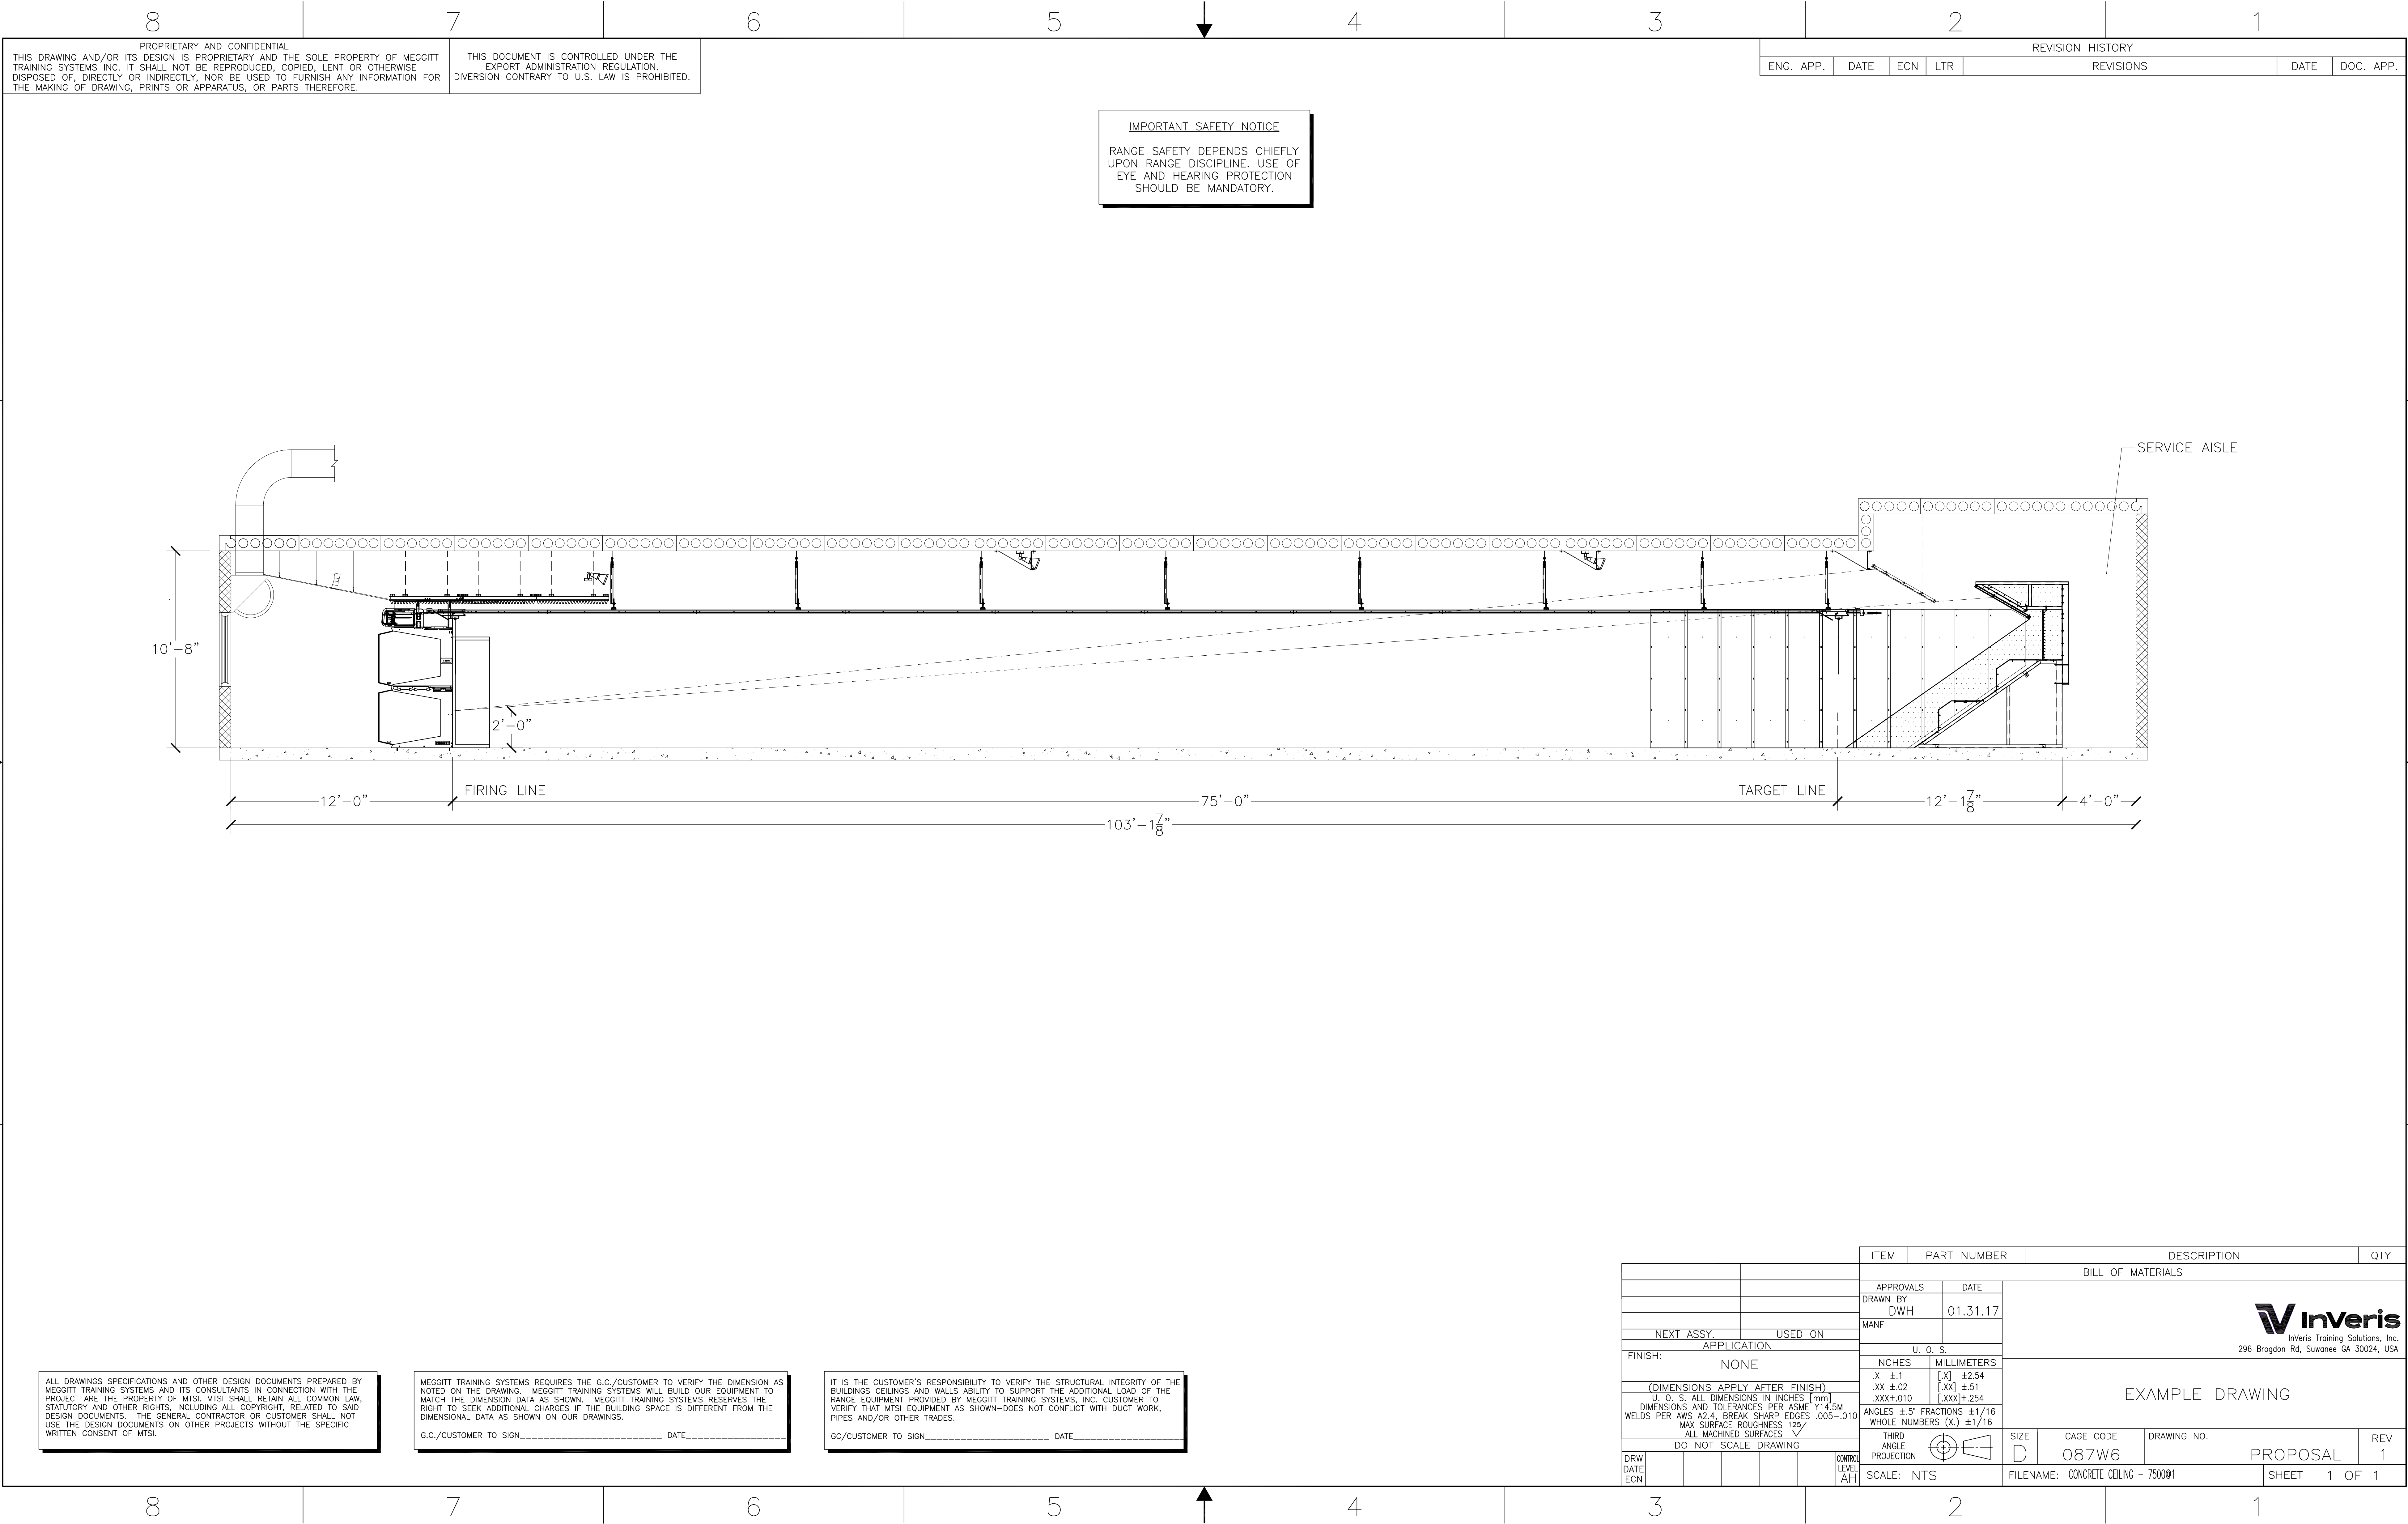 8 7 6 5 4 3 2 1
PROPRIETARY AND CONFIDENTIAL
THIS DRAWING AND/OR ITS DESIGN IS PROPRIETARY AND THE SOLE PROPERTY OF MEGGITT
TRAINING SYSTEMS INC. IT SHALL NOT BE REPRODUCED, COPIED, LENT OR OTHERWISE
DISPOSED OF, DIRECTLY OR INDIRECTLY, NOR BE USED TO FURNISH ANY INFORMATION FOR
THE MAKING OF DRAWING, PRINTS OR APPARATUS, OR PARTS THEREFORE.
THIS DOCUMENT IS CONTROLLED UNDER THE
EXPORT ADMINISTRATION REGULATION.
DIVERSION CONTRARY TO U.S. LAW IS PROHIBITED.
REVISION HISTORY
ENG. APP. DATE ECN LTR REVISIONS DATE DOC. APP.
IMPORTANT SAFETY NOTICE
RANGE SAFETY DEPENDS CHIEFLY
UPON RANGE DISCIPLINE. USE OF
EYE AND HEARING PROTECTION
SHOULD BE MANDATORY.
SERVICE AISLE
10'-8"
2'-0"
FIRING LINE
TARGET LINE
12'-0"
75'-0"
12'-1 7/8"
4'-0"
103'-1 7/8"
ALL DRAWINGS SPECIFICATIONS AND OTHER DESIGN DOCUMENTS PREPARED BY
MEGGITT TRAINING SYSTEMS AND ITS CONSULTANTS IN CONNECTION WITH THE
PROJECT ARE THE PROPERTY OF MTSI. MTSI SHALL RETAIN ALL COMMON LAW,
STATUTORY AND OTHER RIGHTS, INCLUDING ALL COPYRIGHT, RELATED TO SAID
DESIGN DOCUMENTS. THE GENERAL CONTRACTOR OR CUSTOMER SHALL NOT
USE THE DESIGN DOCUMENTS ON OTHER PROJECTS WITHOUT THE SPECIFIC
WRITTEN CONSENT OF MTSI.
MEGGITT TRAINING SYSTEMS REQUIRES THE G.C./CUSTOMER TO VERIFY THE DIMENSION AS
NOTED ON THE DRAWING. MEGGITT TRAINING SYSTEMS WILL BUILD OUR EQUIPMENT TO
MATCH THE DIMENSION DATA AS SHOWN. MEGGITT TRAINING SYSTEMS RESERVES THE
RIGHT TO SEEK ADDITIONAL CHARGES IF THE BUILDING SPACE IS DIFFERENT FROM THE
DIMENSIONAL DATA AS SHOWN ON OUR DRAWINGS.
G.C./CUSTOMER TO SIGN________________________ DATE_________________
IT IS THE CUSTOMER'S RESPONSIBILITY TO VERIFY THE STRUCTURAL INTEGRITY OF THE
BUILDINGS CEILINGS AND WALLS ABILITY TO SUPPORT THE ADDITIONAL LOAD OF THE
RANGE EQUIPMENT PROVIDED BY MEGGITT TRAINING SYSTEMS, INC. CUSTOMER TO
VERIFY THAT MTSI EQUIPMENT AS SHOWN-DOES NOT CONFLICT WITH DUCT WORK,
PIPES AND/OR OTHER TRADES.
GC/CUSTOMER TO SIGN_____________________ DATE___________________
NEXT ASSY. USED ON
APPLICATION
FINISH:
NONE
(DIMENSIONS APPLY AFTER FINISH)
U. O. S. ALL DIMENSIONS IN INCHES [mm]
DIMENSIONS AND TOLERANCES PER ASME Y14.5M
WELDS PER AWS A2.4, BREAK SHARP EDGES .005-.010
MAX SURFACE ROUGHNESS 125/
ALL MACHINED SURFACES
DO NOT SCALE DRAWING
DRW
DATE
ECN
CONTROL
LEVEL
AH
ITEM PART NUMBER DESCRIPTION QTY
BILL OF MATERIALS
APPROVALS DATE
DRAWN BY
DWH 01.31.17
MANF
U. O. S.
INCHES MILLIMETERS
.X ±.1 [.X] ±2.54
.XX ±.02 [.XX] ±.51
.XXX±.010 [.XXX]±.254
ANGLES ±.5° FRACTIONS ±1/16
WHOLE NUMBERS (X.) ±1/16
THIRD
ANGLE
PROJECTION
SCALE: NTS
InVeris
InVeris Training Solutions, Inc.
296 Brogdon Rd, Suwanee GA 30024, USA
EXAMPLE DRAWING
SIZE CAGE CODE DRAWING NO. REV
D 087W6 PROPOSAL 1
FILENAME: CONCRETE CEILING - 7500@1 SHEET 1 OF 1
8 7 6 5 4 3 2 1